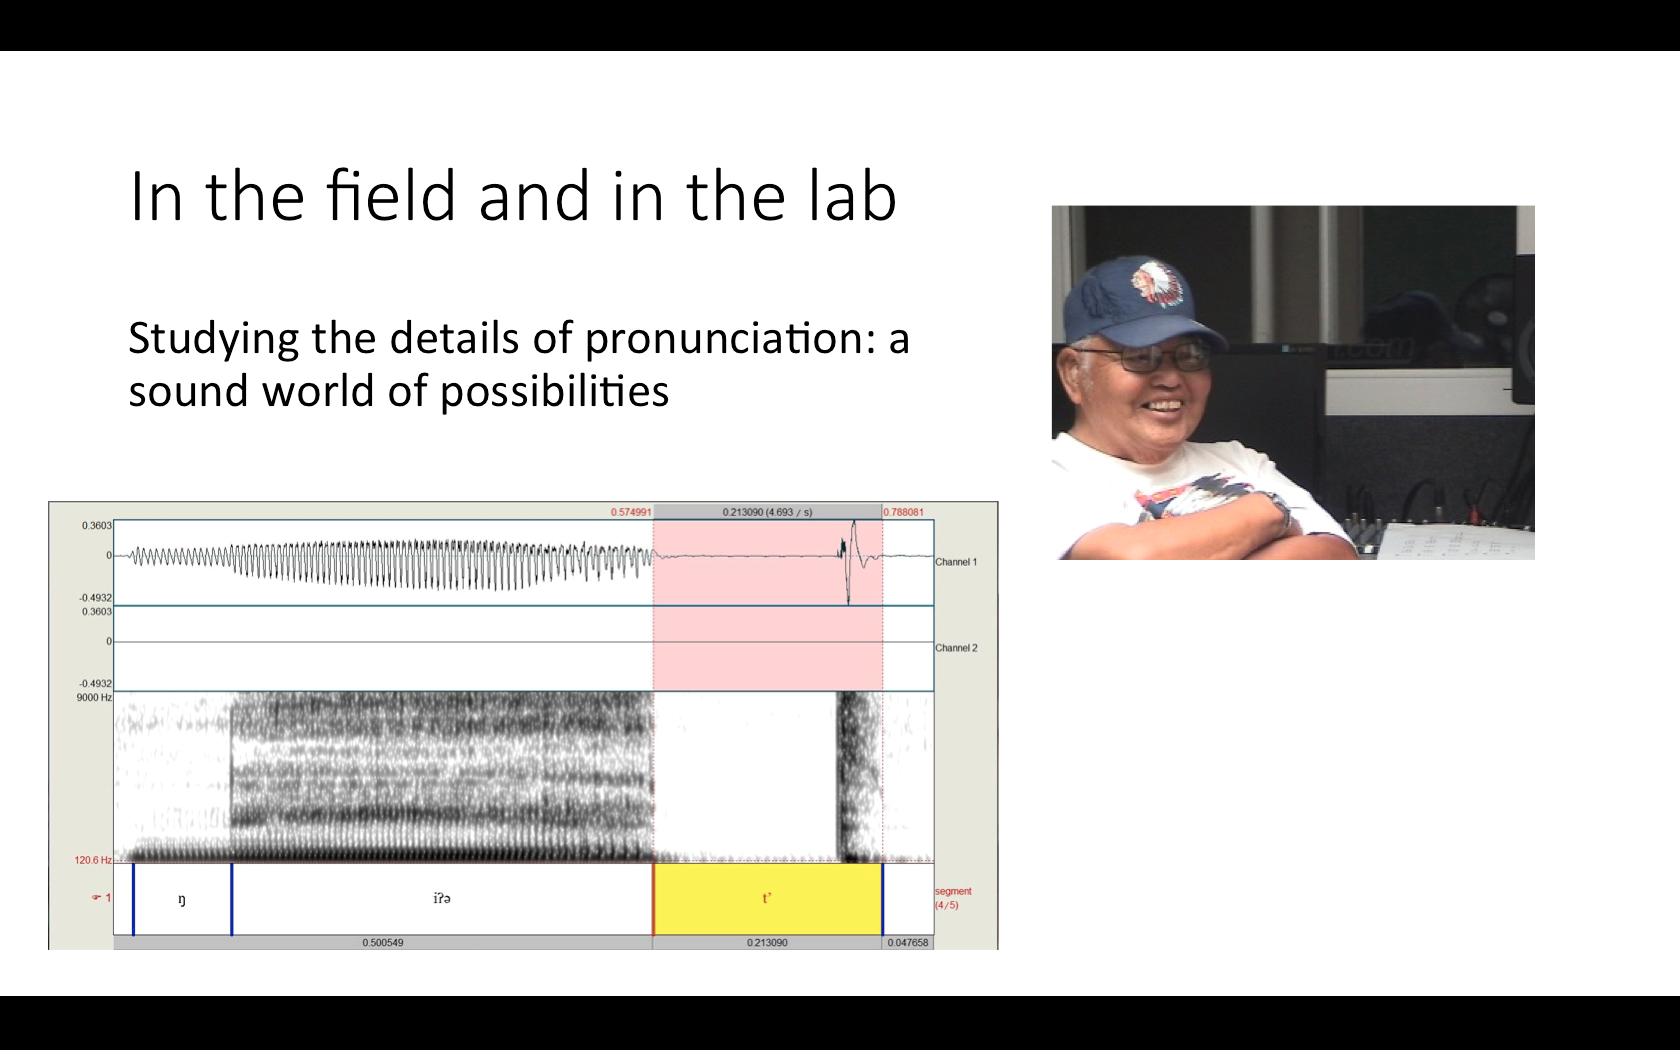 In the field and in the lab
Studying the details of pronunciation: a
sound world of possibilities
0.574991
0.213090 (4.693 / s)
0.788081
0.3603
0
-0.4932
Channel 1
0.3603
0
-0.4932
Channel 2
9000 Hz
120.6 Hz
☞ 1
ŋ
iʔə
t’
segment
(4/5)
0.500549
0.213090
0.047658